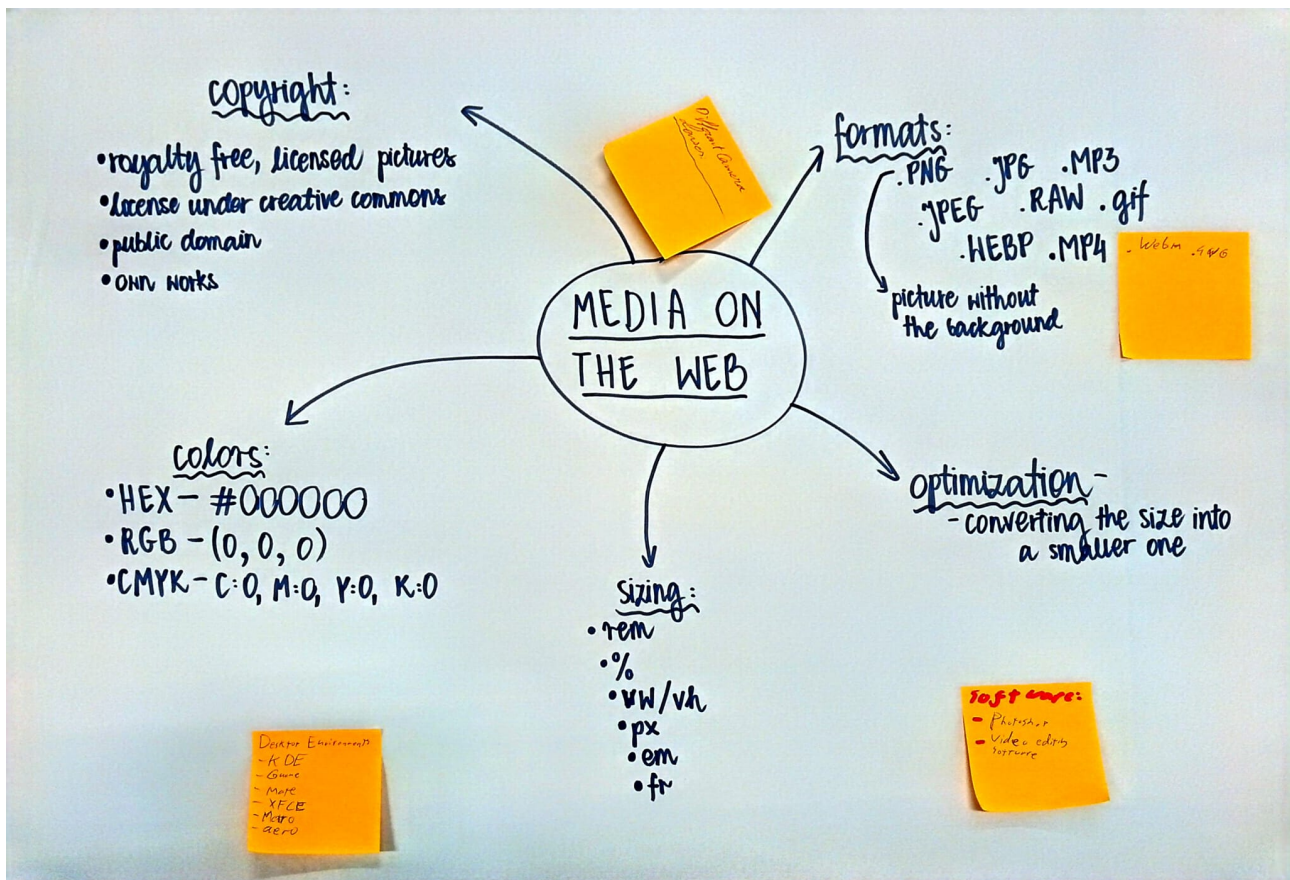 copyright:
• royalty free, licensed pictures
• license under creative commons
• public domain
• own works
Different Camera
formats:
.PNG .JPG .MP3
.JPEG .RAW .gif
.WEBP .MP4
picture without
the background
. Webm .SVG
MEDIA ON
THE WEB
colors:
• HEX – #000000
• RGB – (0, 0, 0)
• CMYK – C:0, M:0, Y:0, K:0
optimization –
- converting the size into
a smaller one
sizing:
• rem
• %
• vw/vh
• px
• em
• fr
Desktop Environments
- KDE
- Gnome
- Mate
- XFCE
- Metro
- aero
Software:
- Photoshop
- Video editing
software